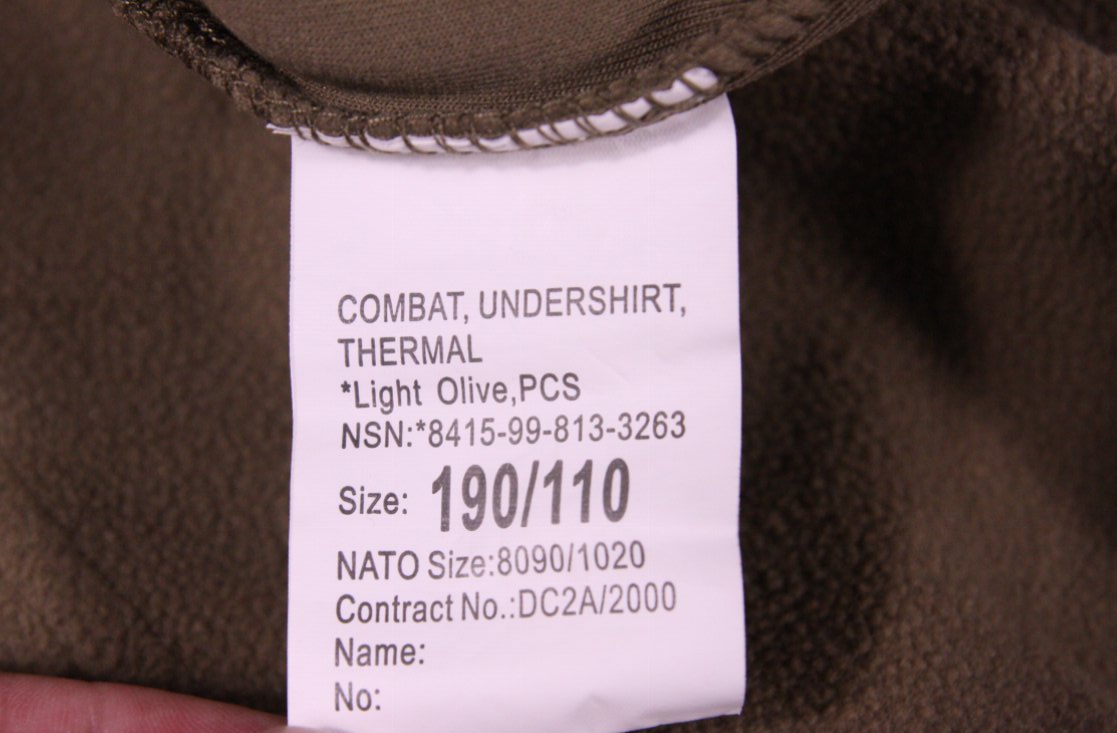 COMBAT, UNDERSHIRT,
THERMAL
*Light Olive,PCS
NSN:*8415-99-813-3263
Size: 190/110
NATO Size:8090/1020
Contract No.:DC2A/2000
Name:
No: